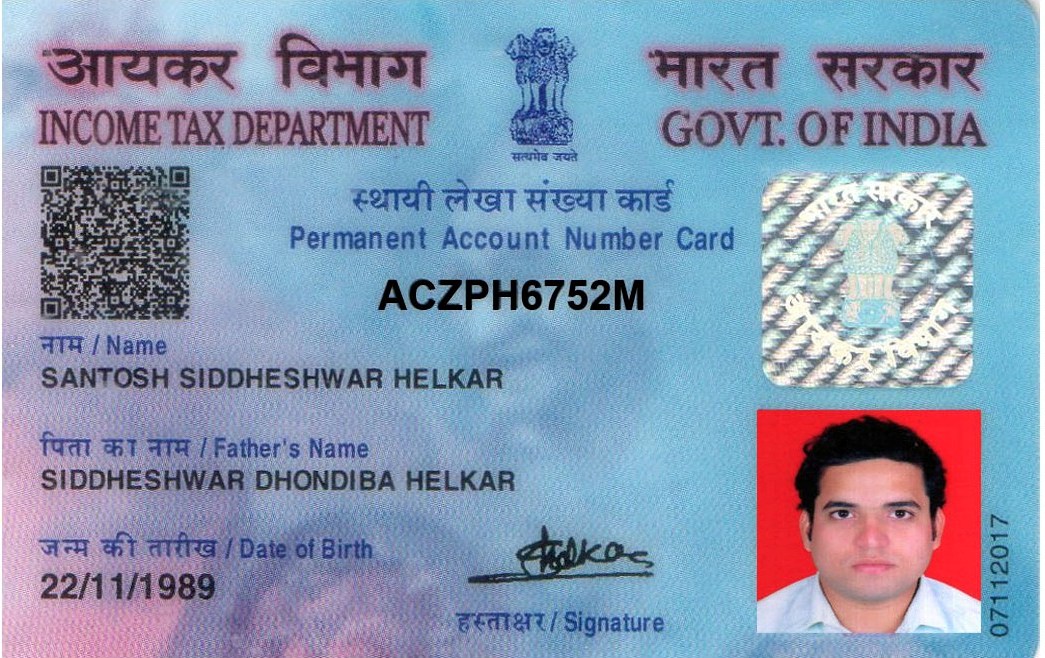 आयकर विभाग
INCOME TAX DEPARTMENT
सत्यमेव जयते
भारत सरकार
GOVT. OF INDIA
स्थायी लेखा संख्या कार्ड
Permanent Account Number Card
ACZPH6752M
भारत सरकार
आयकर विभाग
नाम / Name
SANTOSH SIDDHESHWAR HELKAR
पिता का नाम / Father's Name
SIDDHESHWAR DHONDIBA HELKAR
जन्म की तारीख / Date of Birth
22/11/1989
हस्ताक्षर / Signature
07112017